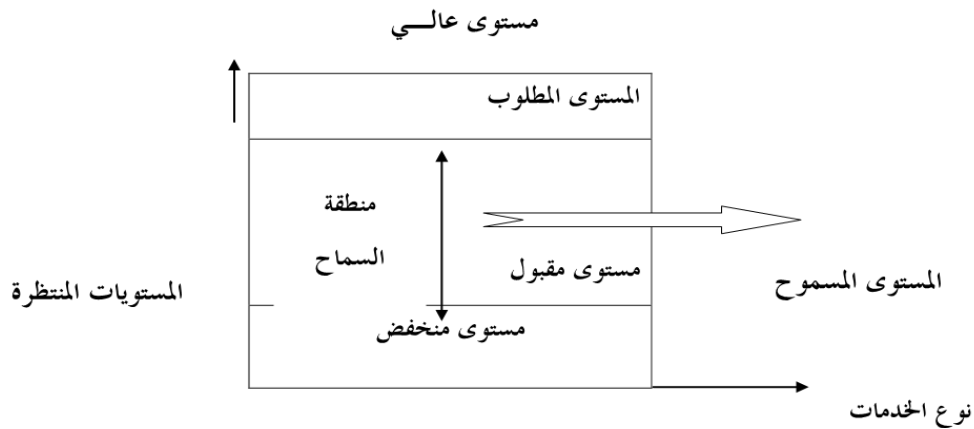 مستوى عالـــي
المستوى المطلوب
منطقة
السماح
مستوى مقبول
المستوى المسموح
المستويات المنتظرة
مستوى منخفض
نوع الخدمات